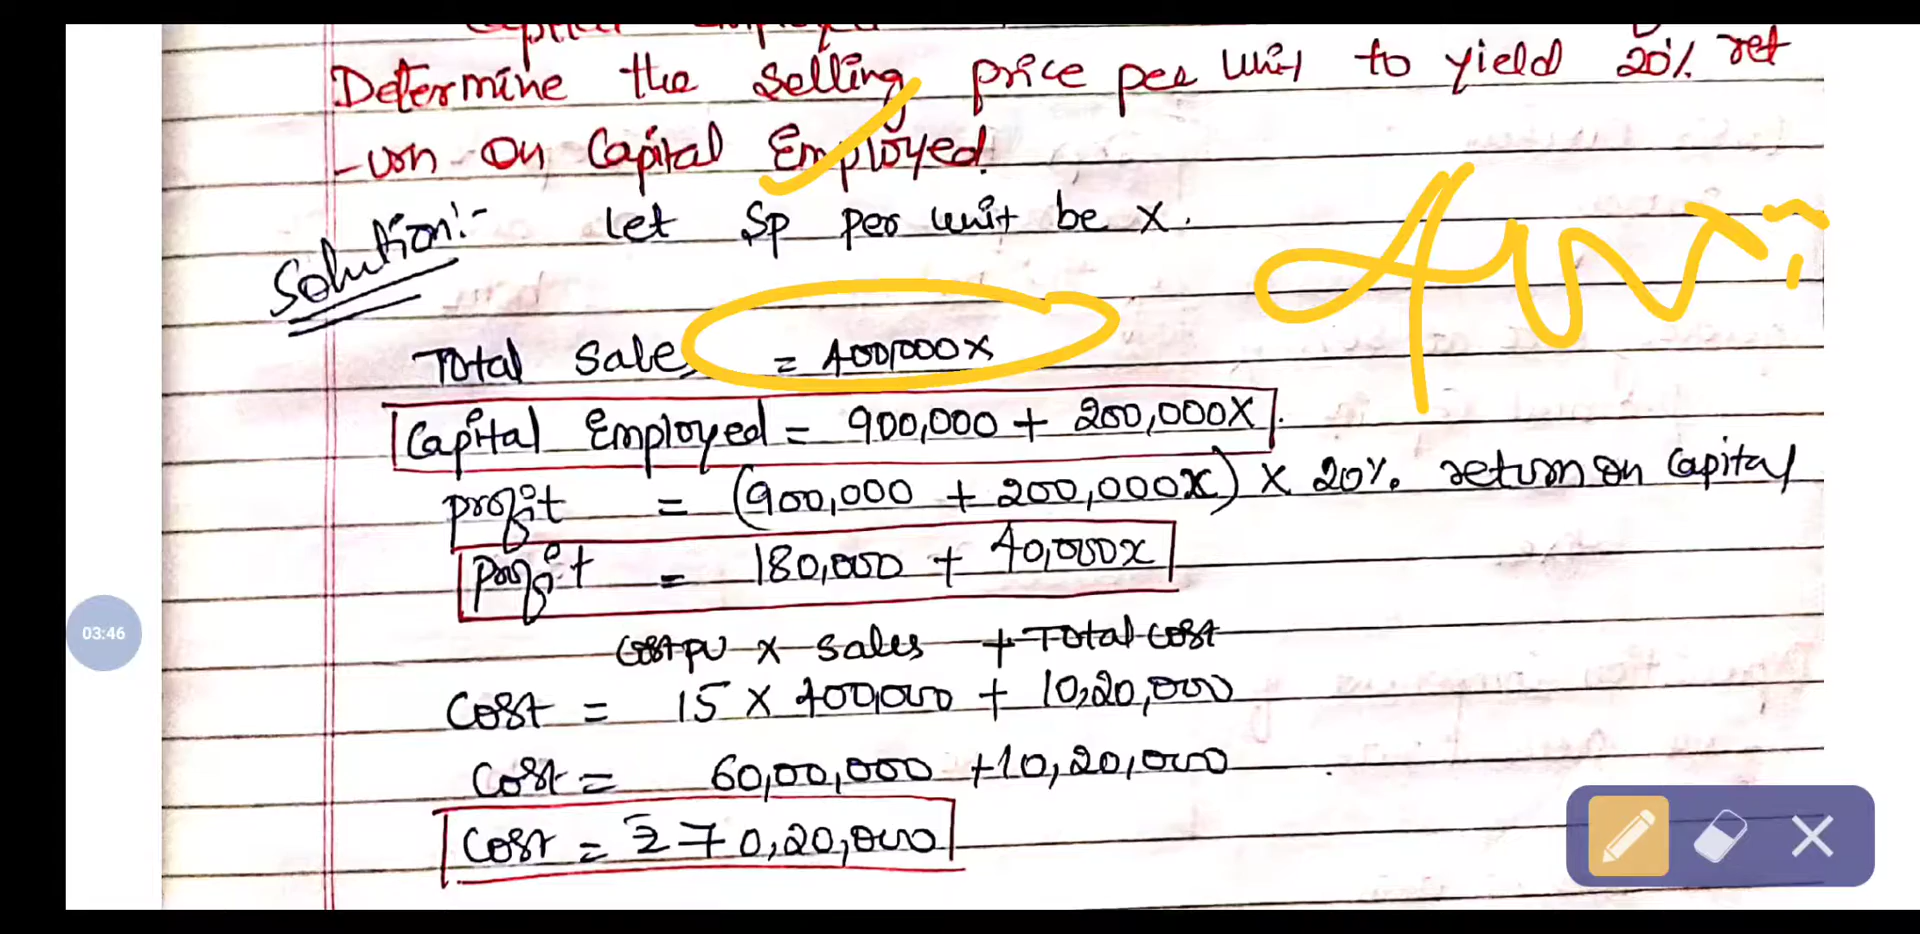 Determine the Selling price per unit to yield 20% ret
-urn on Capital Employed.
Solution:- let Sp per unit be x.
Total Sales = 400,000x
Capital Employed = 900,000 + 200,000x
profit = (900,000 + 200,000x) x 20% return on Capital
profit = 180,000 + 40,000x
cost pu x sales + Total cost
Cost = 15 x 400,000 + 10,20,000
03:46
Cost = 60,00,000 + 10,20,000
Cost = ₹ 70,20,000